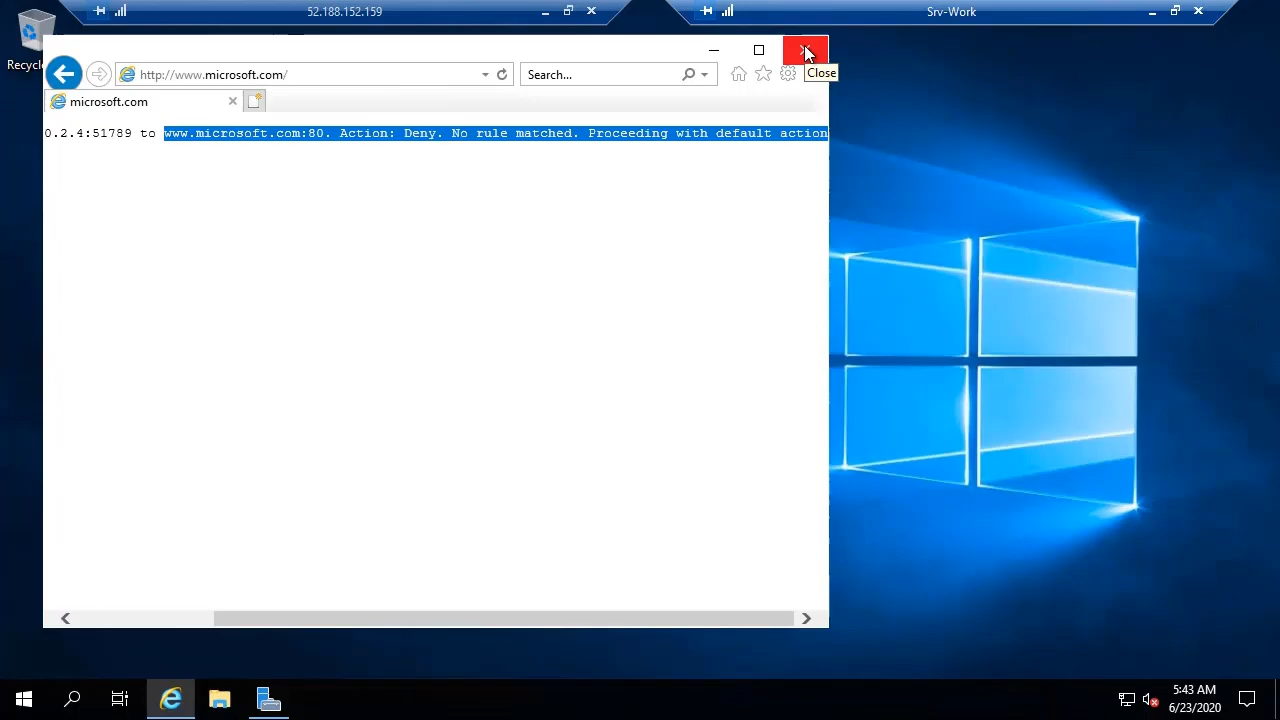 52.188.152.159
Srv-Work
Recycl
http://www.microsoft.com/
Search...
Close
microsoft.com
0.2.4:51789 to www.microsoft.com:80. Action: Deny. No rule matched. Proceeding with default action
5:43 AM
6/23/2020